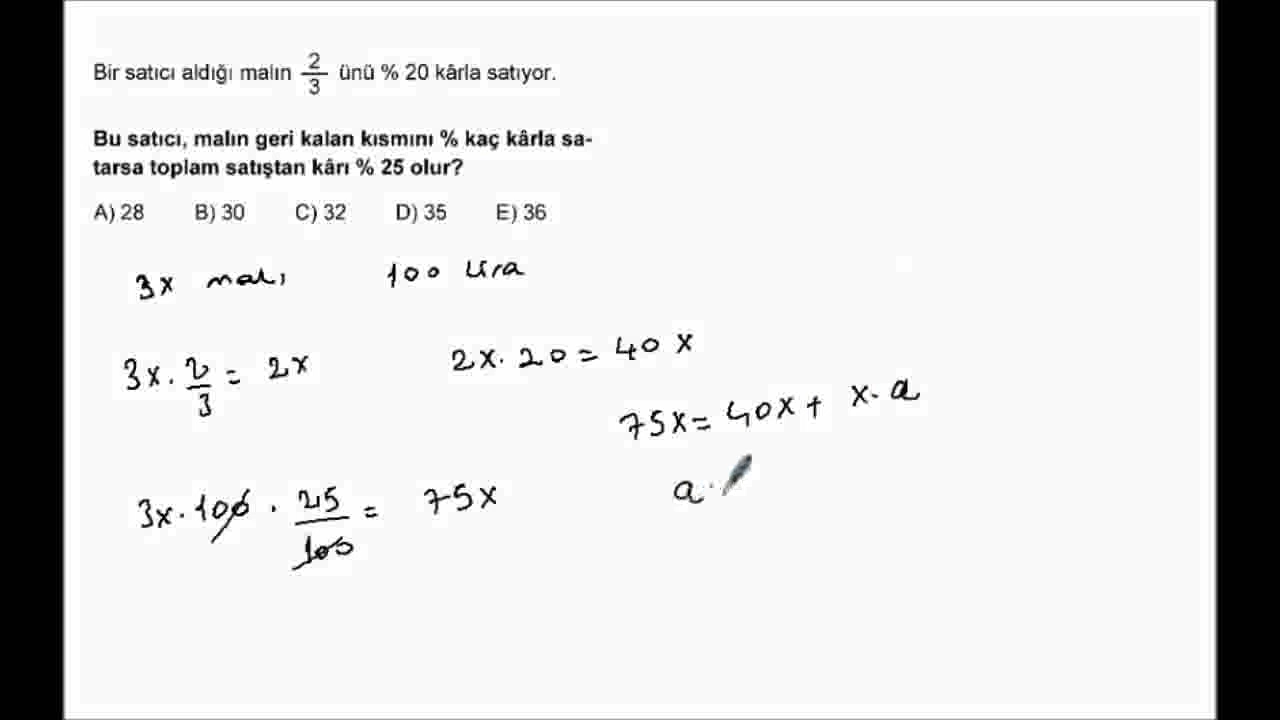 Bir satıcı aldığı malın 2/3 ünü % 20 kârla satıyor.
Bu satıcı, malın geri kalan kısmını % kaç kârla sa-
tarsa toplam satıştan kârı % 25 olur?
A) 28 B) 30 C) 32 D) 35 E) 36
3x malı 100 Lira
3x · 2/3 = 2x 2x · 20 = 40x
75x = 40x + x · a
a
3x · 100 · 25/100 = 75x